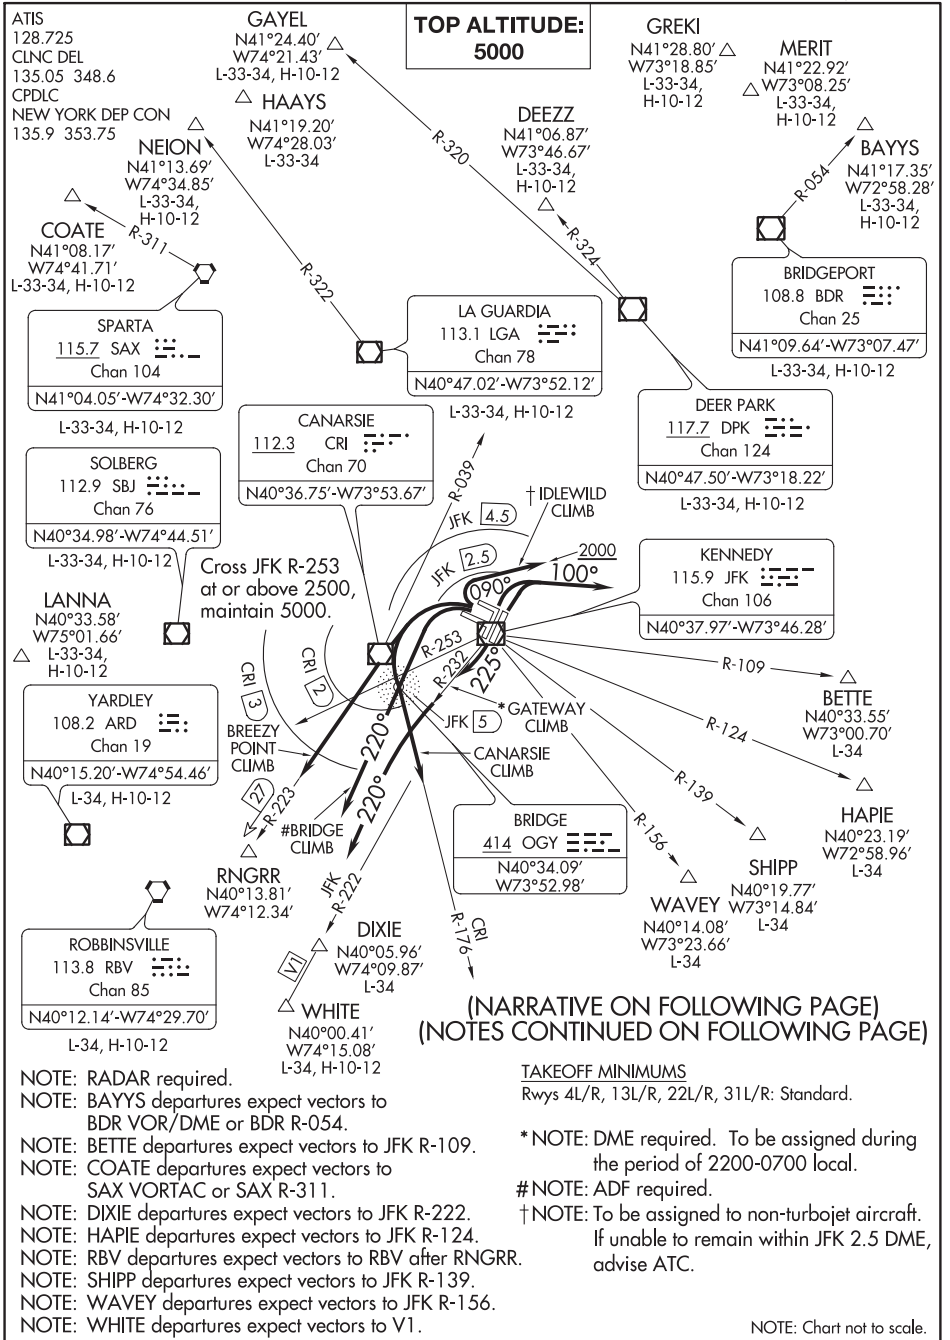 ATIS
128.725
CLNC DEL
135.05 348.6
CPDLC
NEW YORK DEP CON
135.9 353.75
GAYEL
N41°24.40′
W74°21.43′
L-33-34, H-10-12
TOP ALTITUDE:
5000
GREKI
N41°28.80′
W73°18.85′
L-33-34,
H-10-12
MERIT
N41°22.92′
W73°08.25′
L-33-34,
H-10-12
HAAYS
N41°19.20′
W74°28.03′
L-33-34
DEEZZ
N41°06.87′
W73°46.67′
L-33-34,
H-10-12
BAYYS
N41°17.35′
W72°58.28′
L-33-34,
H-10-12
NEION
N41°13.69′
W74°34.85′
L-33-34,
H-10-12
COATE
N41°08.17′
W74°41.71′
L-33-34, H-10-12
R-311
R-322
R-320
R-324
R-054
BRIDGEPORT
108.8 BDR
Chan 25
N41°09.64′-W73°07.47′
L-33-34, H-10-12
SPARTA
115.7 SAX
Chan 104
N41°04.05′-W74°32.30′
L-33-34, H-10-12
LA GUARDIA
113.1 LGA
Chan 78
N40°47.02′-W73°52.12′
L-33-34, H-10-12
DEER PARK
117.7 DPK
Chan 124
N40°47.50′-W73°18.22′
L-33-34, H-10-12
CANARSIE
112.3 CRI
Chan 70
N40°36.75′-W73°53.67′
SOLBERG
112.9 SBJ
Chan 76
N40°34.98′-W74°44.51′
L-33-34, H-10-12
R-039
JFK 4.5
JFK 2.5
† IDLEWILD
CLIMB
2000
090°
100°
KENNEDY
115.9 JFK
Chan 106
N40°37.97′-W73°46.28′
Cross JFK R-253
at or above 2500,
maintain 5000.
LANNA
N40°33.58′
W75°01.66′
L-33-34,
H-10-12
R-253
R-232
225°
CRI 3
CRI 2
JFK 5
*GATEWAY
CLIMB
CANARSIE
CLIMB
BREEZY
POINT
CLIMB
220°
220°
27
R-223
#BRIDGE
CLIMB
R-109
BETTE
N40°33.55′
W73°00.70′
L-34
R-124
HAPIE
N40°23.19′
W72°58.96′
L-34
R-139
SHIPP
N40°19.77′
W73°14.84′
L-34
R-156
WAVEY
N40°14.08′
W73°23.66′
L-34
YARDLEY
108.2 ARD
Chan 19
N40°15.20′-W74°54.46′
L-34, H-10-12
BRIDGE
414 OGY
N40°34.09′
W73°52.98′
RNGRR
N40°13.81′
W74°12.34′
JFK
R-222
CRI
R-176
DIXIE
N40°05.96′
W74°09.87′
L-34
V1
WHITE
N40°00.41′
W74°15.08′
L-34, H-10-12
ROBBINSVILLE
113.8 RBV
Chan 85
N40°12.14′-W74°29.70′
L-34, H-10-12
(NARRATIVE ON FOLLOWING PAGE)
(NOTES CONTINUED ON FOLLOWING PAGE)
NOTE: RADAR required.
NOTE: BAYYS departures expect vectors to
BDR VOR/DME or BDR R-054.
NOTE: BETTE departures expect vectors to JFK R-109.
NOTE: COATE departures expect vectors to
SAX VORTAC or SAX R-311.
NOTE: DIXIE departures expect vectors to JFK R-222.
NOTE: HAPIE departures expect vectors to JFK R-124.
NOTE: RBV departures expect vectors to RBV after RNGRR.
NOTE: SHIPP departures expect vectors to JFK R-139.
NOTE: WAVEY departures expect vectors to JFK R-156.
NOTE: WHITE departures expect vectors to V1.
TAKEOFF MINIMUMS
Rwys 4L/R, 13L/R, 22L/R, 31L/R: Standard.
* NOTE: DME required. To be assigned during
the period of 2200-0700 local.
# NOTE: ADF required.
† NOTE: To be assigned to non-turbojet aircraft.
If unable to remain within JFK 2.5 DME,
advise ATC.
NOTE: Chart not to scale.